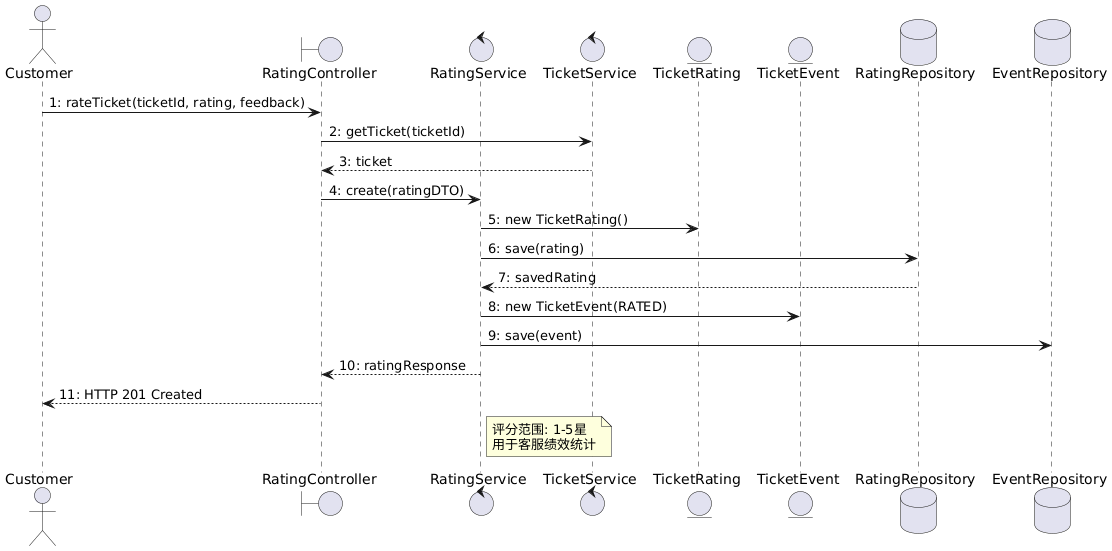 Customer
RatingController
RatingService
TicketService
TicketRating
TicketEvent
RatingRepository
EventRepository
1: rateTicket(ticketId, rating, feedback)
2: getTicket(ticketId)
3: ticket
4: create(ratingDTO)
5: new TicketRating()
6: save(rating)
7: savedRating
8: new TicketEvent(RATED)
9: save(event)
10: ratingResponse
11: HTTP 201 Created
评分范围: 1-5星
用于客服绩效统计
Customer
RatingController
RatingService
TicketService
TicketRating
TicketEvent
RatingRepository
EventRepository